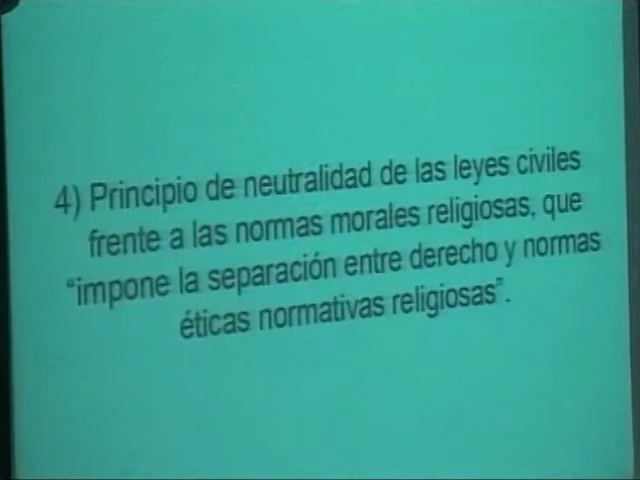 4) Principio de neutralidad de las leyes civiles
frente a las normas morales religiosas, que
“impone la separación entre derecho y normas
éticas normativas religiosas”.